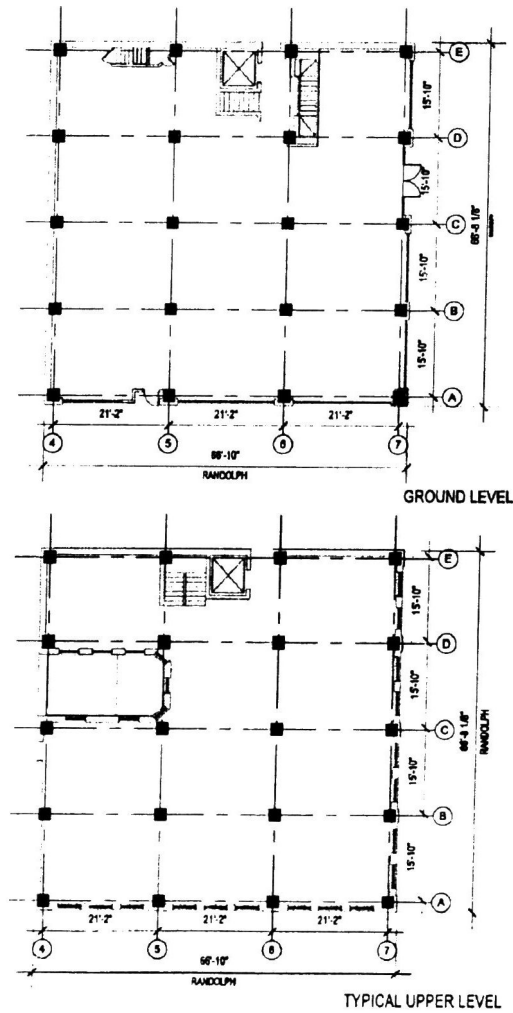 E
15'-10"
D
15'-10"
C
66'-8 1/8"
15'-10"
B
15'-10"
A
21'-2" 21'-2" 21'-2"
4 5 6 7
66'-10"
RANDOLPH
GROUND LEVEL
E
15'-10"
D
15'-10"
C
66'-8 1/8"
RANDOLPH
15'-10"
B
15'-10"
A
21'-2" 21'-2" 21'-2"
4 5 6 7
66'-10"
RANDOLPH
TYPICAL UPPER LEVEL